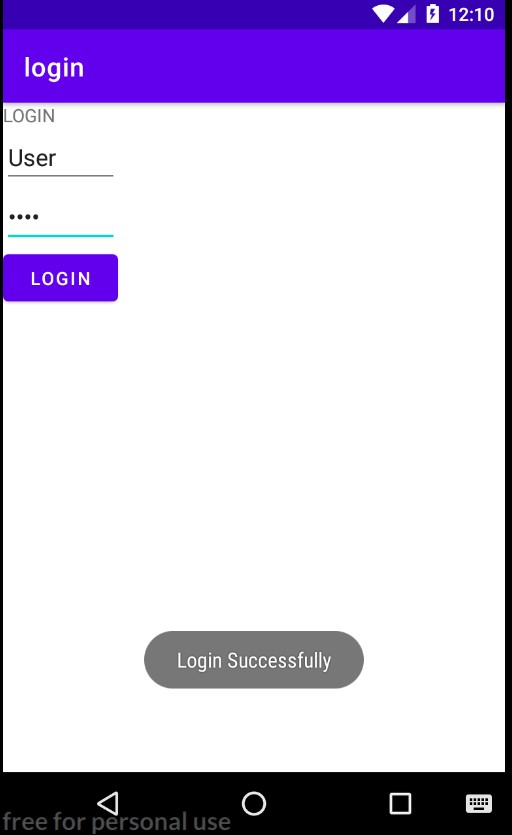 12:10
login
LOGIN
User
••••
LOGIN
Login Successfully
free for personal use